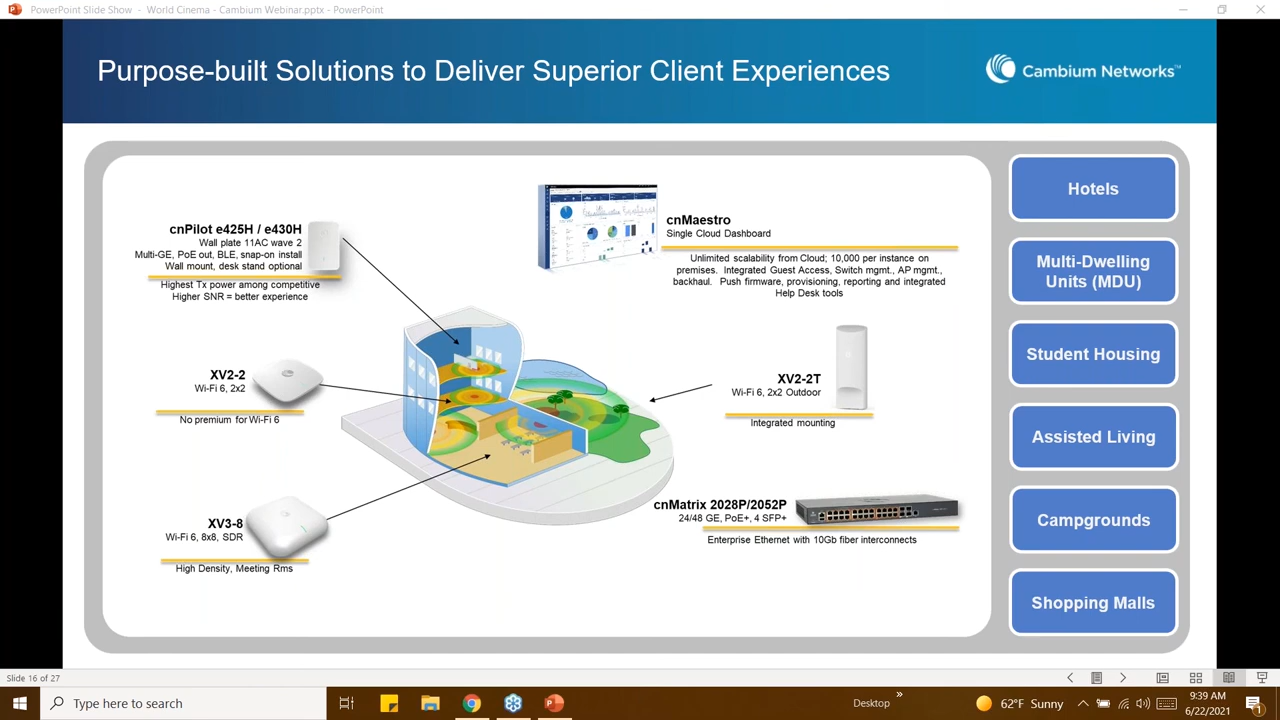 PowerPoint Slide Show - World Cinema - Cambium Webinar.pptx - PowerPoint
Purpose-built Solutions to Deliver Superior Client Experiences
Cambium Networks™
cnPilot e425H / e430H
Wall plate 11AC wave 2
Multi-GE, PoE out, BLE, snap-on install
Wall mount, desk stand optional
Highest Tx power among competitive
Higher SNR = better experience
cnMaestro
Single Cloud Dashboard
Unlimited scalability from Cloud; 10,000 per instance on
premises. Integrated Guest Access, Switch mgmt., AP mgmt.,
backhaul. Push firmware, provisioning, reporting and integrated
Help Desk tools
XV2-2
Wi-Fi 6, 2x2
No premium for Wi-Fi 6
XV2-2T
Wi-Fi 6, 2x2 Outdoor
Integrated mounting
XV3-8
Wi-Fi 6, 8x8, SDR
High Density, Meeting Rms
cnMatrix 2028P/2052P
24/48 GE, PoE+, 4 SFP+
Enterprise Ethernet with 10Gb fiber interconnects
Hotels
Multi-Dwelling
Units (MDU)
Student Housing
Assisted Living
Campgrounds
Shopping Malls
Slide 16 of 27
Type here to search
Desktop
62°F Sunny
9:39 AM
6/22/2021
1